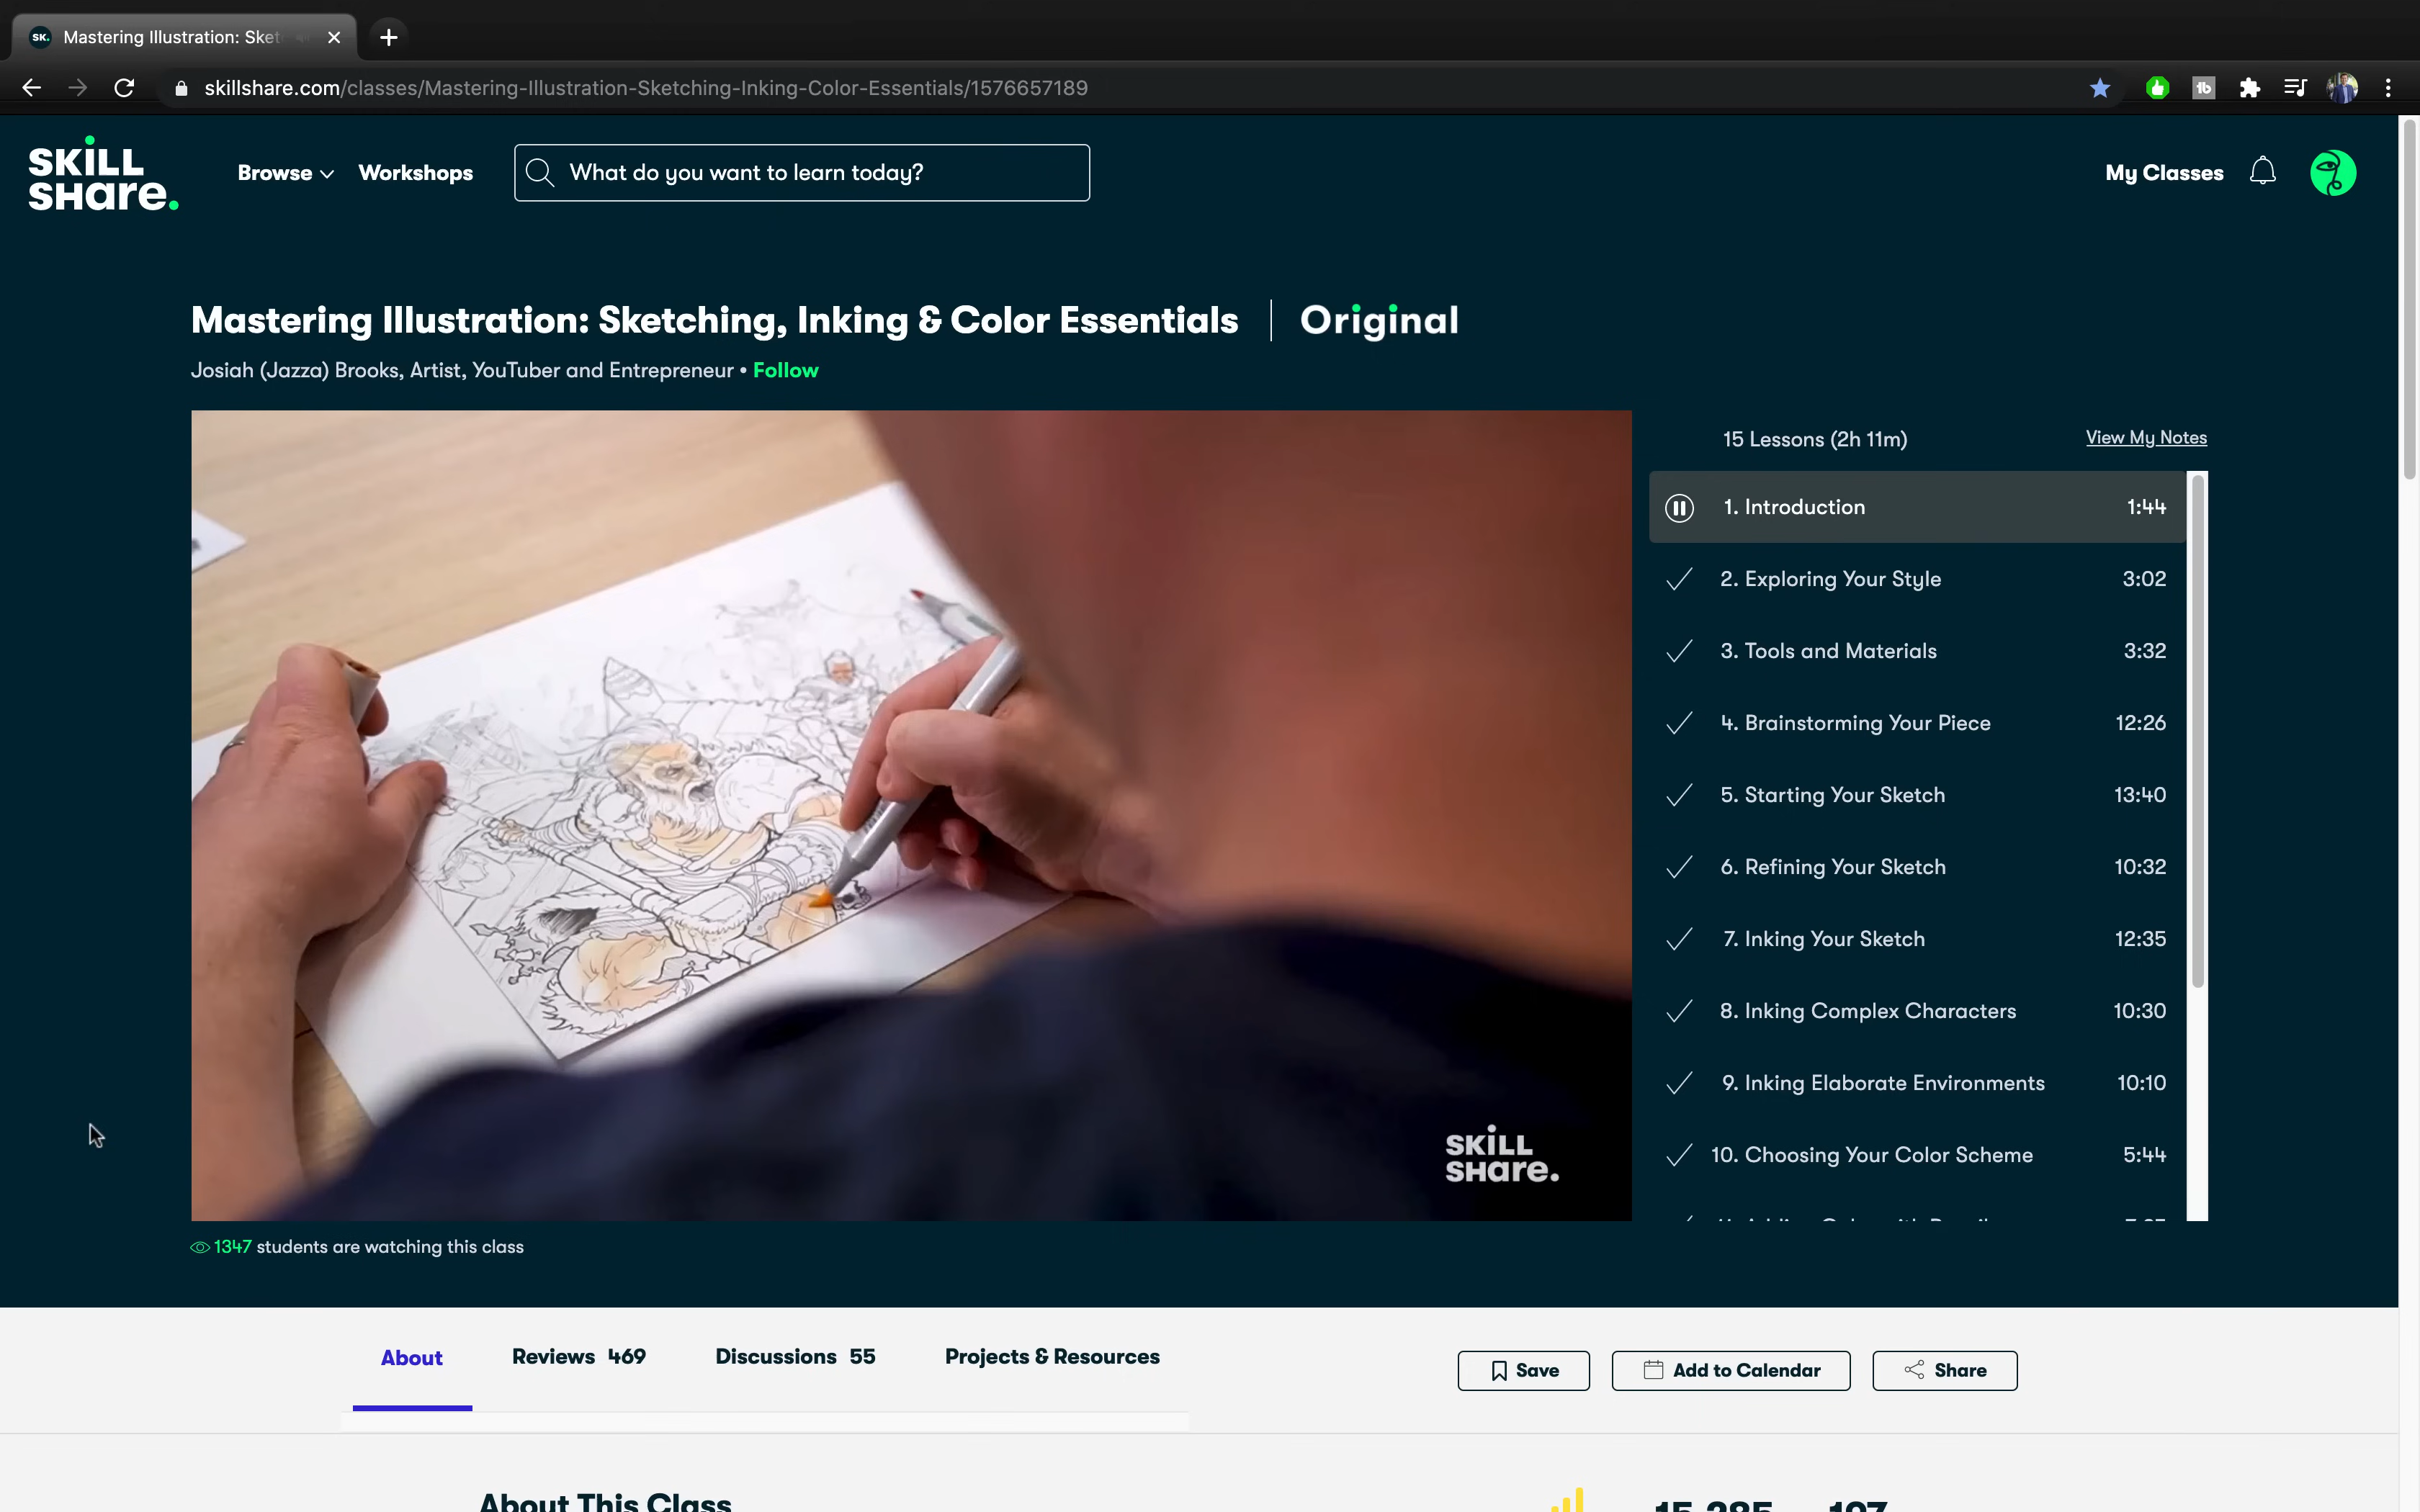 SK. Mastering Illustration: Sket
skillshare.com/classes/Mastering-Illustration-Sketching-Inking-Color-Essentials/1576657189
tb
SKILL
SHare.
Browse
Workshops
What do you want to learn today?
My Classes
Mastering Illustration: Sketching, Inking & Color Essentials
Original
Josiah (Jazza) Brooks, Artist, YouTuber and Entrepreneur • Follow
15 Lessons (2h 11m)
View My Notes
1. Introduction 1:44
2. Exploring Your Style 3:02
3. Tools and Materials 3:32
4. Brainstorming Your Piece 12:26
5. Starting Your Sketch 13:40
6. Refining Your Sketch 10:32
7. Inking Your Sketch 12:35
8. Inking Complex Characters 10:30
9. Inking Elaborate Environments 10:10
10. Choosing Your Color Scheme 5:44
SKILL
SHare.
1347 students are watching this class
About
Reviews 469
Discussions 55
Projects & Resources
Save
Add to Calendar
Share
About This Class